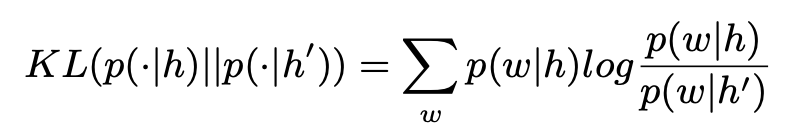 KL(p(·|h)||p(·|h′)) = ∑_w p(w|h)log p(w|h)/p(w|h′)